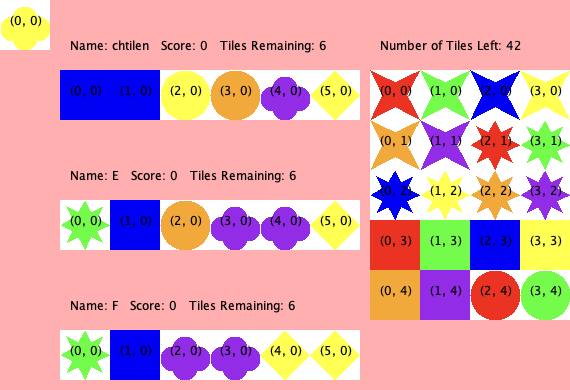 (0, 0)
Name: chtilen Score: 0 Tiles Remaining: 6
(0, 0) (1, 0) (2, 0) (3, 0) (4, 0) (5, 0)
Name: E Score: 0 Tiles Remaining: 6
(0, 0) (1, 0) (2, 0) (3, 0) (4, 0) (5, 0)
Name: F Score: 0 Tiles Remaining: 6
(0, 0) (1, 0) (2, 0) (3, 0) (4, 0) (5, 0)
Number of Tiles Left: 42
(0, 0) (1, 0) (2, 0) (3, 0)
(0, 1) (1, 1) (2, 1) (3, 1)
(0, 2) (1, 2) (2, 2) (3, 2)
(0, 3) (1, 3) (2, 3) (3, 3)
(0, 4) (1, 4) (2, 4) (3, 4)